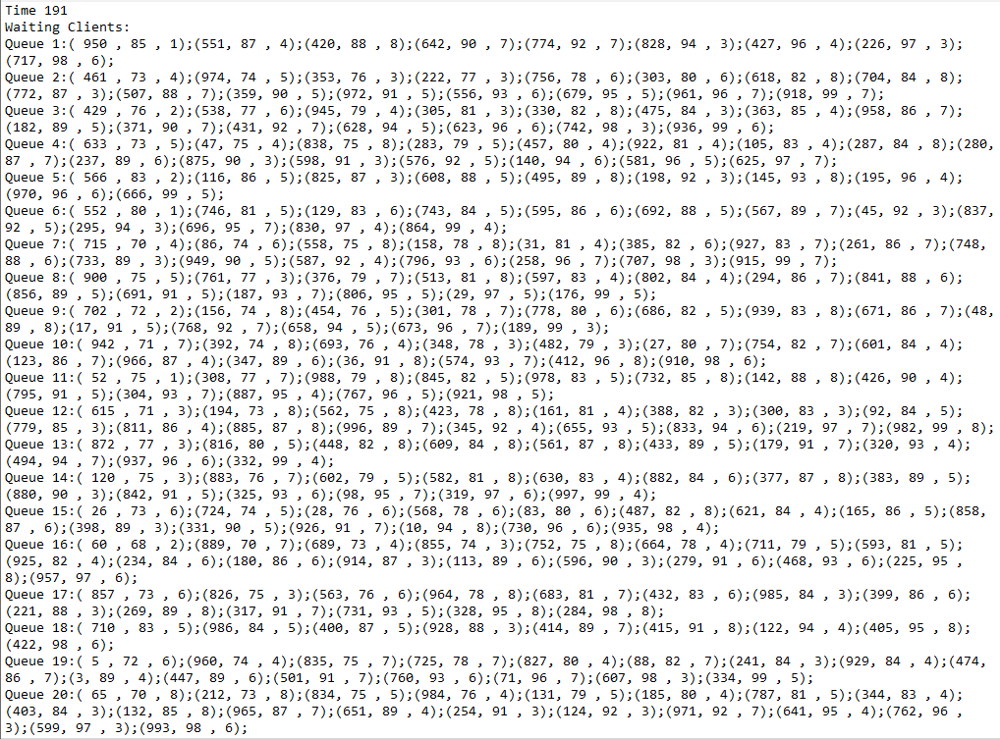 Time 191
Waiting Clients:
Queue 1:( 950 , 85 , 1);(551, 87 , 4);(420, 88 , 8);(642, 90 , 7);(774, 92 , 7);(828, 94 , 3);(427, 96 , 4);(226, 97 , 3);
(717, 98 , 6);
Queue 2:( 461 , 73 , 4);(974, 74 , 5);(353, 76 , 3);(222, 77 , 3);(756, 78 , 6);(303, 80 , 6);(618, 82 , 8);(704, 84 , 8);
(772, 87 , 3);(507, 88 , 7);(359, 90 , 5);(972, 91 , 5);(556, 93 , 6);(679, 95 , 5);(961, 96 , 7);(918, 99 , 7);
Queue 3:( 429 , 76 , 2);(538, 77 , 6);(945, 79 , 4);(305, 81 , 3);(330, 82 , 8);(475, 84 , 3);(363, 85 , 4);(958, 86 , 7);
(182, 89 , 5);(371, 90 , 7);(431, 92 , 7);(628, 94 , 5);(623, 96 , 6);(742, 98 , 3);(936, 99 , 6);
Queue 4:( 633 , 73 , 5);(47, 75 , 4);(838, 75 , 8);(283, 79 , 5);(457, 80 , 4);(922, 81 , 4);(105, 83 , 4);(287, 84 , 8);(280,
87 , 7);(237, 89 , 6);(875, 90 , 3);(598, 91 , 3);(576, 92 , 5);(140, 94 , 6);(581, 96 , 5);(625, 97 , 7);
Queue 5:( 566 , 83 , 2);(116, 86 , 5);(825, 87 , 3);(608, 88 , 5);(495, 89 , 8);(198, 92 , 3);(145, 93 , 8);(195, 96 , 4);
(970, 96 , 6);(666, 99 , 5);
Queue 6:( 552 , 80 , 1);(746, 81 , 5);(129, 83 , 6);(743, 84 , 5);(595, 86 , 6);(692, 88 , 5);(567, 89 , 7);(45, 92 , 3);(837,
92 , 5);(295, 94 , 3);(696, 95 , 7);(830, 97 , 4);(864, 99 , 4);
Queue 7:( 715 , 70 , 4);(86, 74 , 6);(558, 75 , 8);(158, 78 , 8);(31, 81 , 4);(385, 82 , 6);(927, 83 , 7);(261, 86 , 7);(748,
88 , 6);(733, 89 , 3);(949, 90 , 5);(587, 92 , 4);(796, 93 , 6);(258, 96 , 7);(707, 98 , 3);(915, 99 , 7);
Queue 8:( 900 , 75 , 5);(761, 77 , 3);(376, 79 , 7);(513, 81 , 8);(597, 83 , 4);(802, 84 , 4);(294, 86 , 7);(841, 88 , 6);
(856, 89 , 5);(691, 91 , 5);(187, 93 , 7);(806, 95 , 5);(29, 97 , 5);(176, 99 , 5);
Queue 9:( 702 , 72 , 2);(156, 74 , 8);(454, 76 , 5);(301, 78 , 7);(778, 80 , 6);(686, 82 , 5);(939, 83 , 8);(671, 86 , 7);(48,
89 , 8);(17, 91 , 5);(768, 92 , 7);(658, 94 , 5);(673, 96 , 7);(189, 99 , 3);
Queue 10:( 942 , 71 , 7);(392, 74 , 8);(693, 76 , 4);(348, 78 , 3);(482, 79 , 3);(27, 80 , 7);(754, 82 , 7);(601, 84 , 4);
(123, 86 , 7);(966, 87 , 4);(347, 89 , 6);(36, 91 , 8);(574, 93 , 7);(412, 96 , 8);(910, 98 , 6);
Queue 11:( 52 , 75 , 1);(308, 77 , 7);(988, 79 , 8);(845, 82 , 5);(978, 83 , 5);(732, 85 , 8);(142, 88 , 8);(426, 90 , 4);
(795, 91 , 5);(304, 93 , 7);(887, 95 , 4);(767, 96 , 5);(921, 98 , 5);
Queue 12:( 615 , 71 , 3);(194, 73 , 8);(562, 75 , 8);(423, 78 , 8);(161, 81 , 4);(388, 82 , 3);(300, 83 , 3);(92, 84 , 5);
(779, 85 , 3);(811, 86 , 4);(885, 87 , 8);(996, 89 , 7);(345, 92 , 4);(655, 93 , 5);(833, 94 , 6);(219, 97 , 7);(982, 99 , 8);
Queue 13:( 872 , 77 , 3);(816, 80 , 5);(448, 82 , 8);(609, 84 , 8);(561, 87 , 8);(433, 89 , 5);(179, 91 , 7);(320, 93 , 4);
(494, 94 , 7);(937, 96 , 6);(332, 99 , 4);
Queue 14:( 120 , 75 , 3);(883, 76 , 7);(602, 79 , 5);(582, 81 , 8);(630, 83 , 4);(882, 84 , 6);(377, 87 , 8);(383, 89 , 5);
(880, 90 , 3);(842, 91 , 5);(325, 93 , 6);(98, 95 , 7);(319, 97 , 6);(997, 99 , 4);
Queue 15:( 26 , 73 , 6);(724, 74 , 5);(28, 76 , 6);(568, 78 , 6);(83, 80 , 6);(487, 82 , 8);(621, 84 , 4);(165, 86 , 5);(858,
87 , 6);(398, 89 , 3);(331, 90 , 5);(926, 91 , 7);(10, 94 , 8);(730, 96 , 6);(935, 98 , 4);
Queue 16:( 60 , 68 , 2);(889, 70 , 7);(689, 73 , 4);(855, 74 , 3);(752, 75 , 8);(664, 78 , 4);(711, 79 , 5);(593, 81 , 5);
(925, 82 , 4);(234, 84 , 6);(180, 86 , 6);(914, 87 , 3);(113, 89 , 6);(596, 90 , 3);(279, 91 , 6);(468, 93 , 6);(225, 95 ,
8);(957, 97 , 6);
Queue 17:( 857 , 73 , 6);(826, 75 , 3);(563, 76 , 6);(964, 78 , 8);(683, 81 , 7);(432, 83 , 6);(985, 84 , 3);(399, 86 , 6);
(221, 88 , 3);(269, 89 , 8);(317, 91 , 7);(731, 93 , 5);(328, 95 , 8);(284, 98 , 8);
Queue 18:( 710 , 83 , 5);(986, 84 , 5);(400, 87 , 5);(928, 88 , 3);(414, 89 , 7);(415, 91 , 8);(122, 94 , 4);(405, 95 , 8);
(422, 98 , 6);
Queue 19:( 5 , 72 , 6);(960, 74 , 4);(835, 75 , 7);(725, 78 , 7);(827, 80 , 4);(88, 82 , 7);(241, 84 , 3);(929, 84 , 4);(474,
86 , 7);(3, 89 , 4);(447, 89 , 6);(501, 91 , 7);(760, 93 , 6);(71, 96 , 7);(607, 98 , 3);(334, 99 , 5);
Queue 20:( 65 , 70 , 8);(212, 73 , 8);(834, 75 , 5);(984, 76 , 4);(131, 79 , 5);(185, 80 , 4);(787, 81 , 5);(344, 83 , 4);
(403, 84 , 3);(132, 85 , 8);(965, 87 , 7);(651, 89 , 4);(254, 91 , 3);(124, 92 , 3);(971, 92 , 7);(641, 95 , 4);(762, 96 ,
3);(599, 97 , 3);(993, 98 , 6);